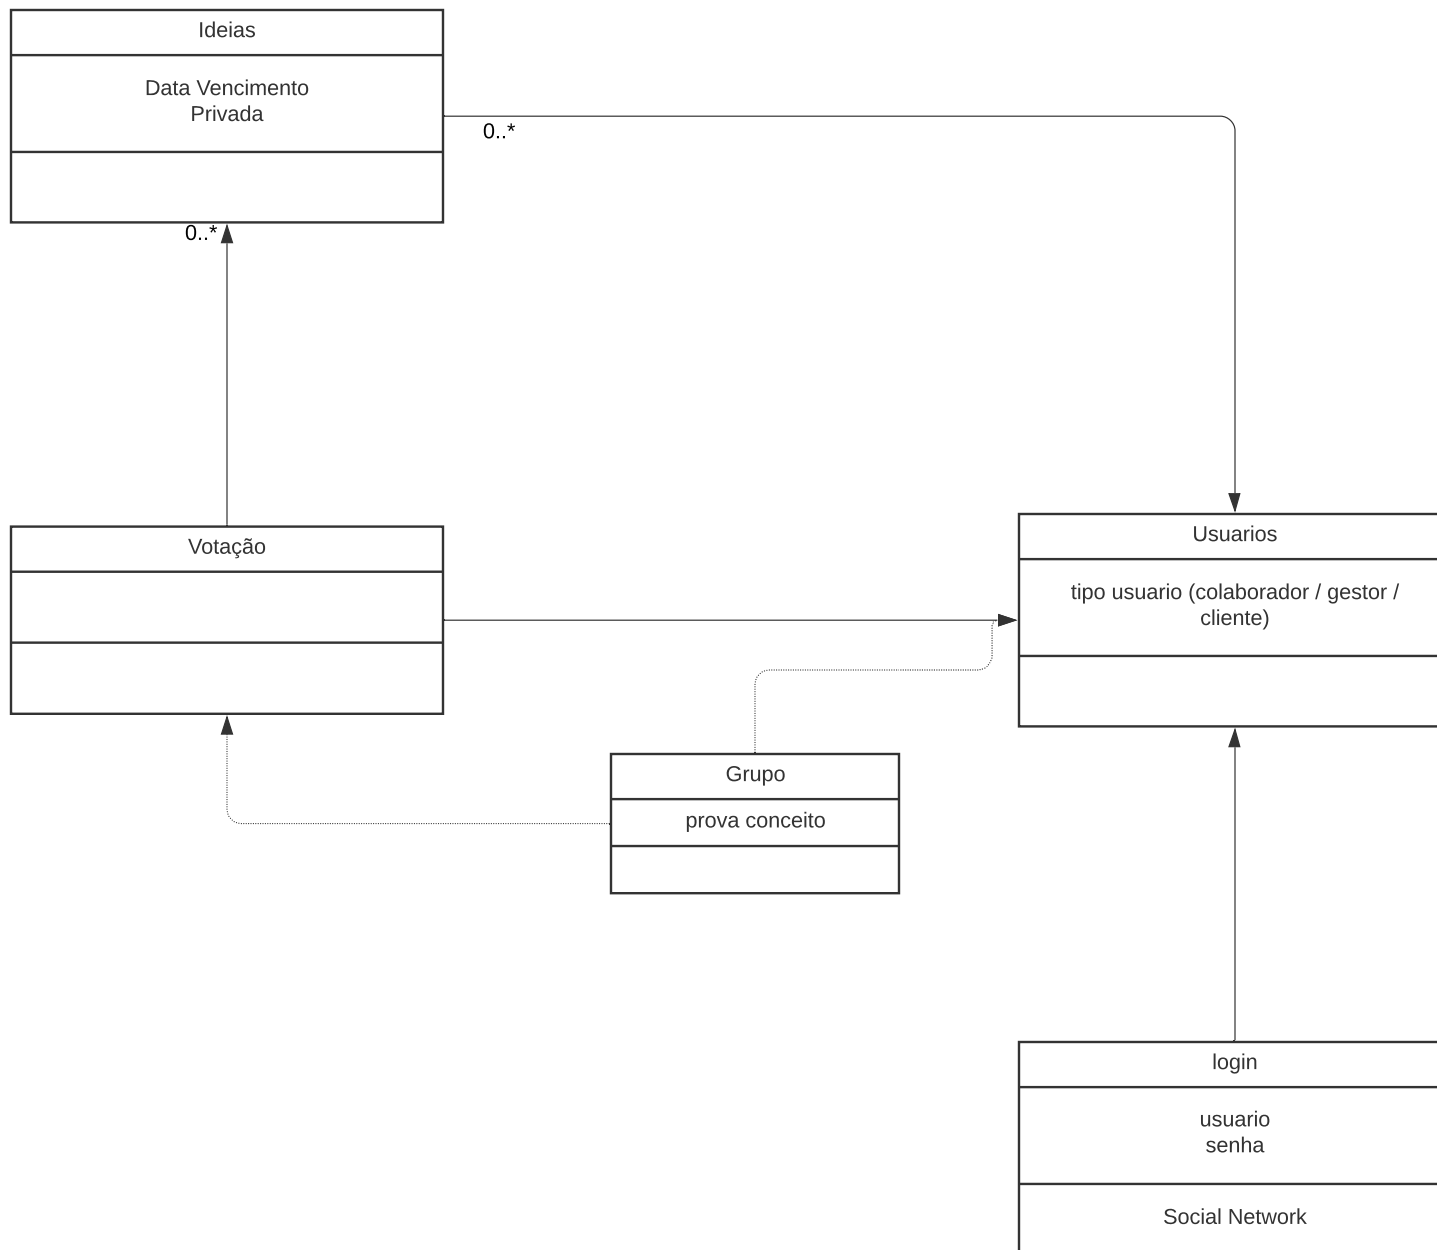 Ideias
Data Vencimento
Privada
0..*
0..*
Votação
Usuarios
tipo usuario (colaborador / gestor /
cliente)
Grupo
prova conceito
login
usuario
senha
Social Network